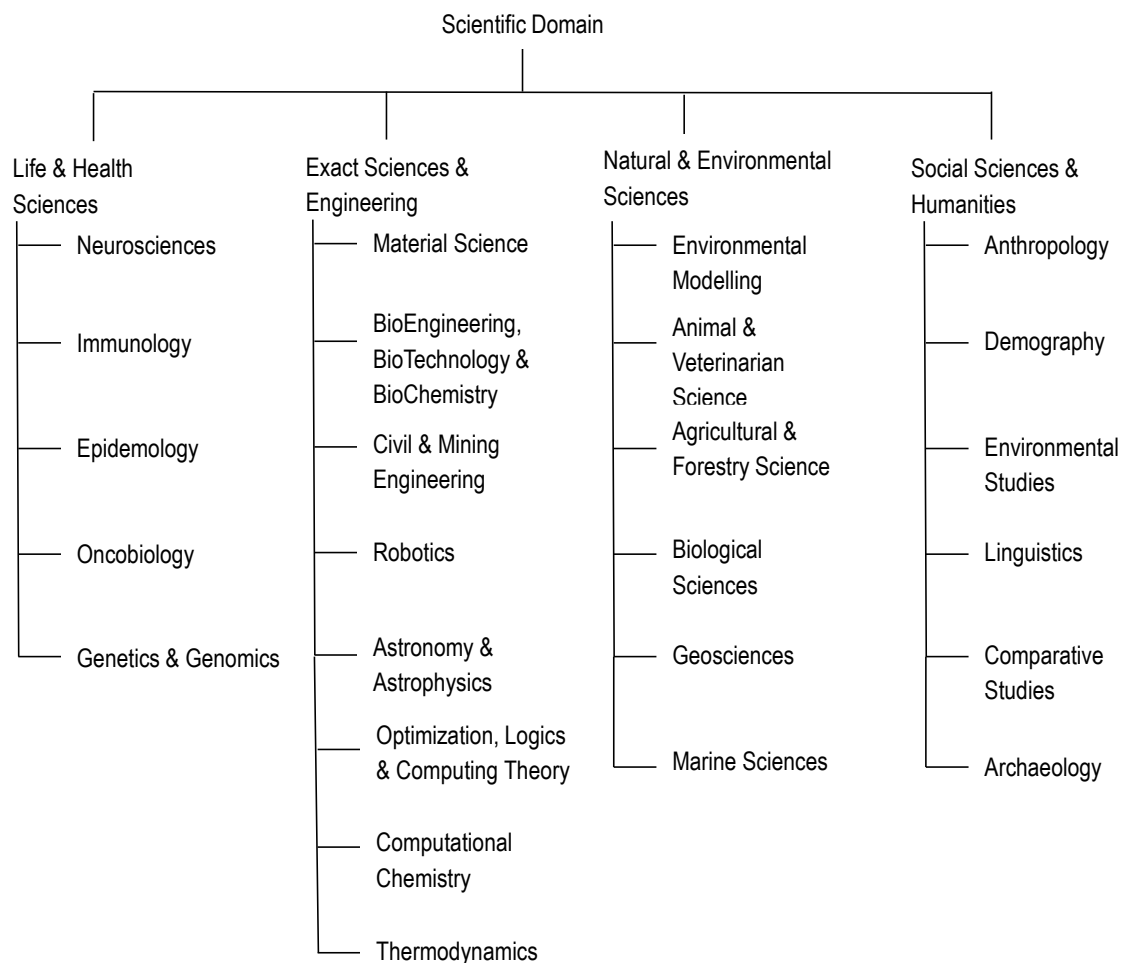 Scientific Domain
Life & Health
Sciences
Neurosciences
Immunology
Epidemology
Oncobiology
Genetics & Genomics
Exact Sciences &
Engineering
Material Science
BioEngineering,
BioTechnology &
BioChemistry
Civil & Mining
Engineering
Robotics
Astronomy &
Astrophysics
Optimization, Logics
& Computing Theory
Computational
Chemistry
Thermodynamics
Natural & Environmental
Sciences
Environmental
Modelling
Animal &
Veterinarian
Science
Agricultural &
Forestry Science
Biological
Sciences
Geosciences
Marine Sciences
Social Sciences &
Humanities
Anthropology
Demography
Environmental
Studies
Linguistics
Comparative
Studies
Archaeology